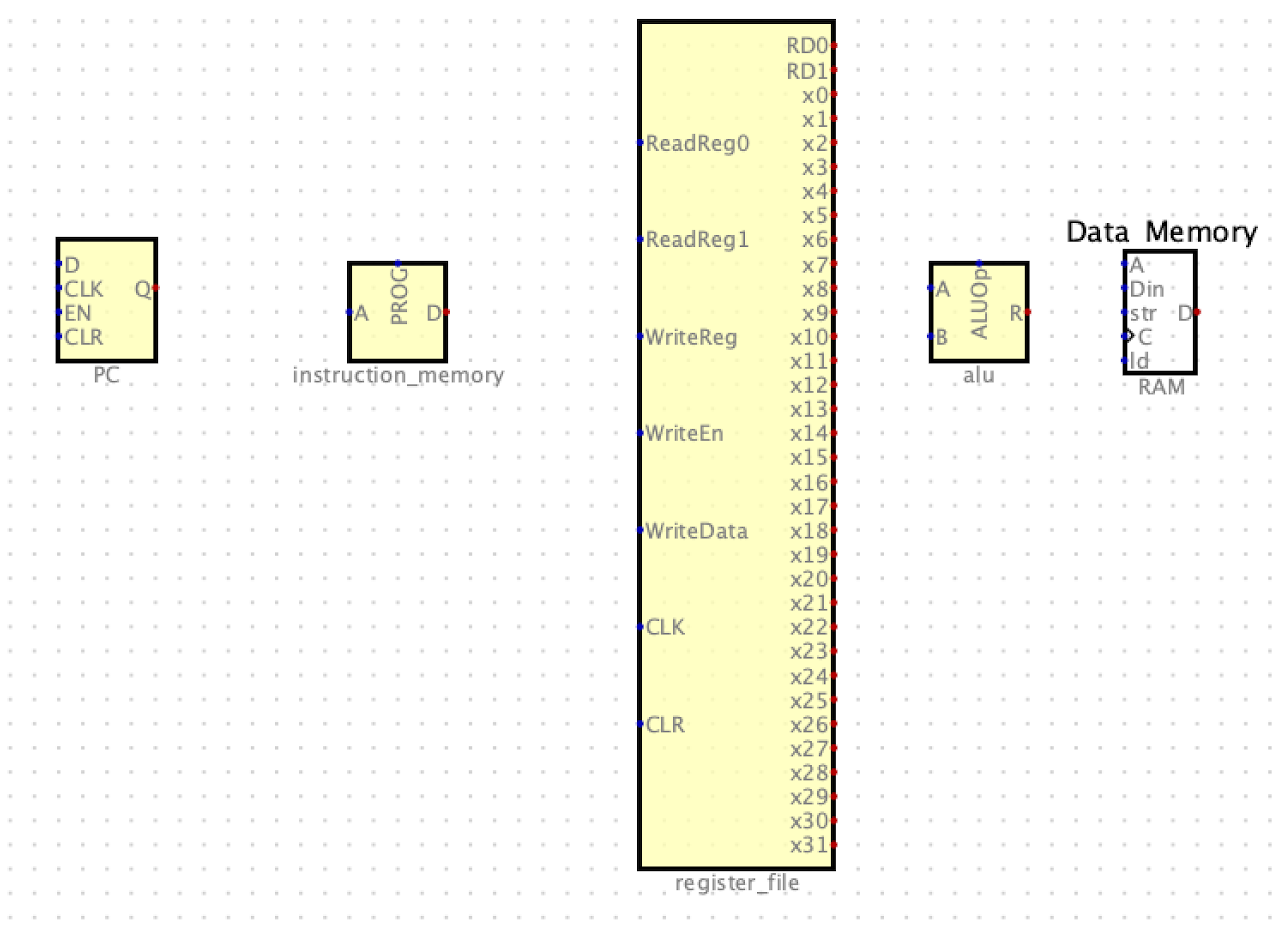 D
CLK
EN
CLR
Q
PC
PROG
A
D
instruction_memory
ReadReg0
ReadReg1
WriteReg
WriteEn
WriteData
CLK
CLR
RD0
RD1
x0
x1
x2
x3
x4
x5
x6
x7
x8
x9
x10
x11
x12
x13
x14
x15
x16
x17
x18
x19
x20
x21
x22
x23
x24
x25
x26
x27
x28
x29
x30
x31
register_file
ALUOp
A
B
R
alu
Data Memory
A
Din
str
C
ld
D
RAM